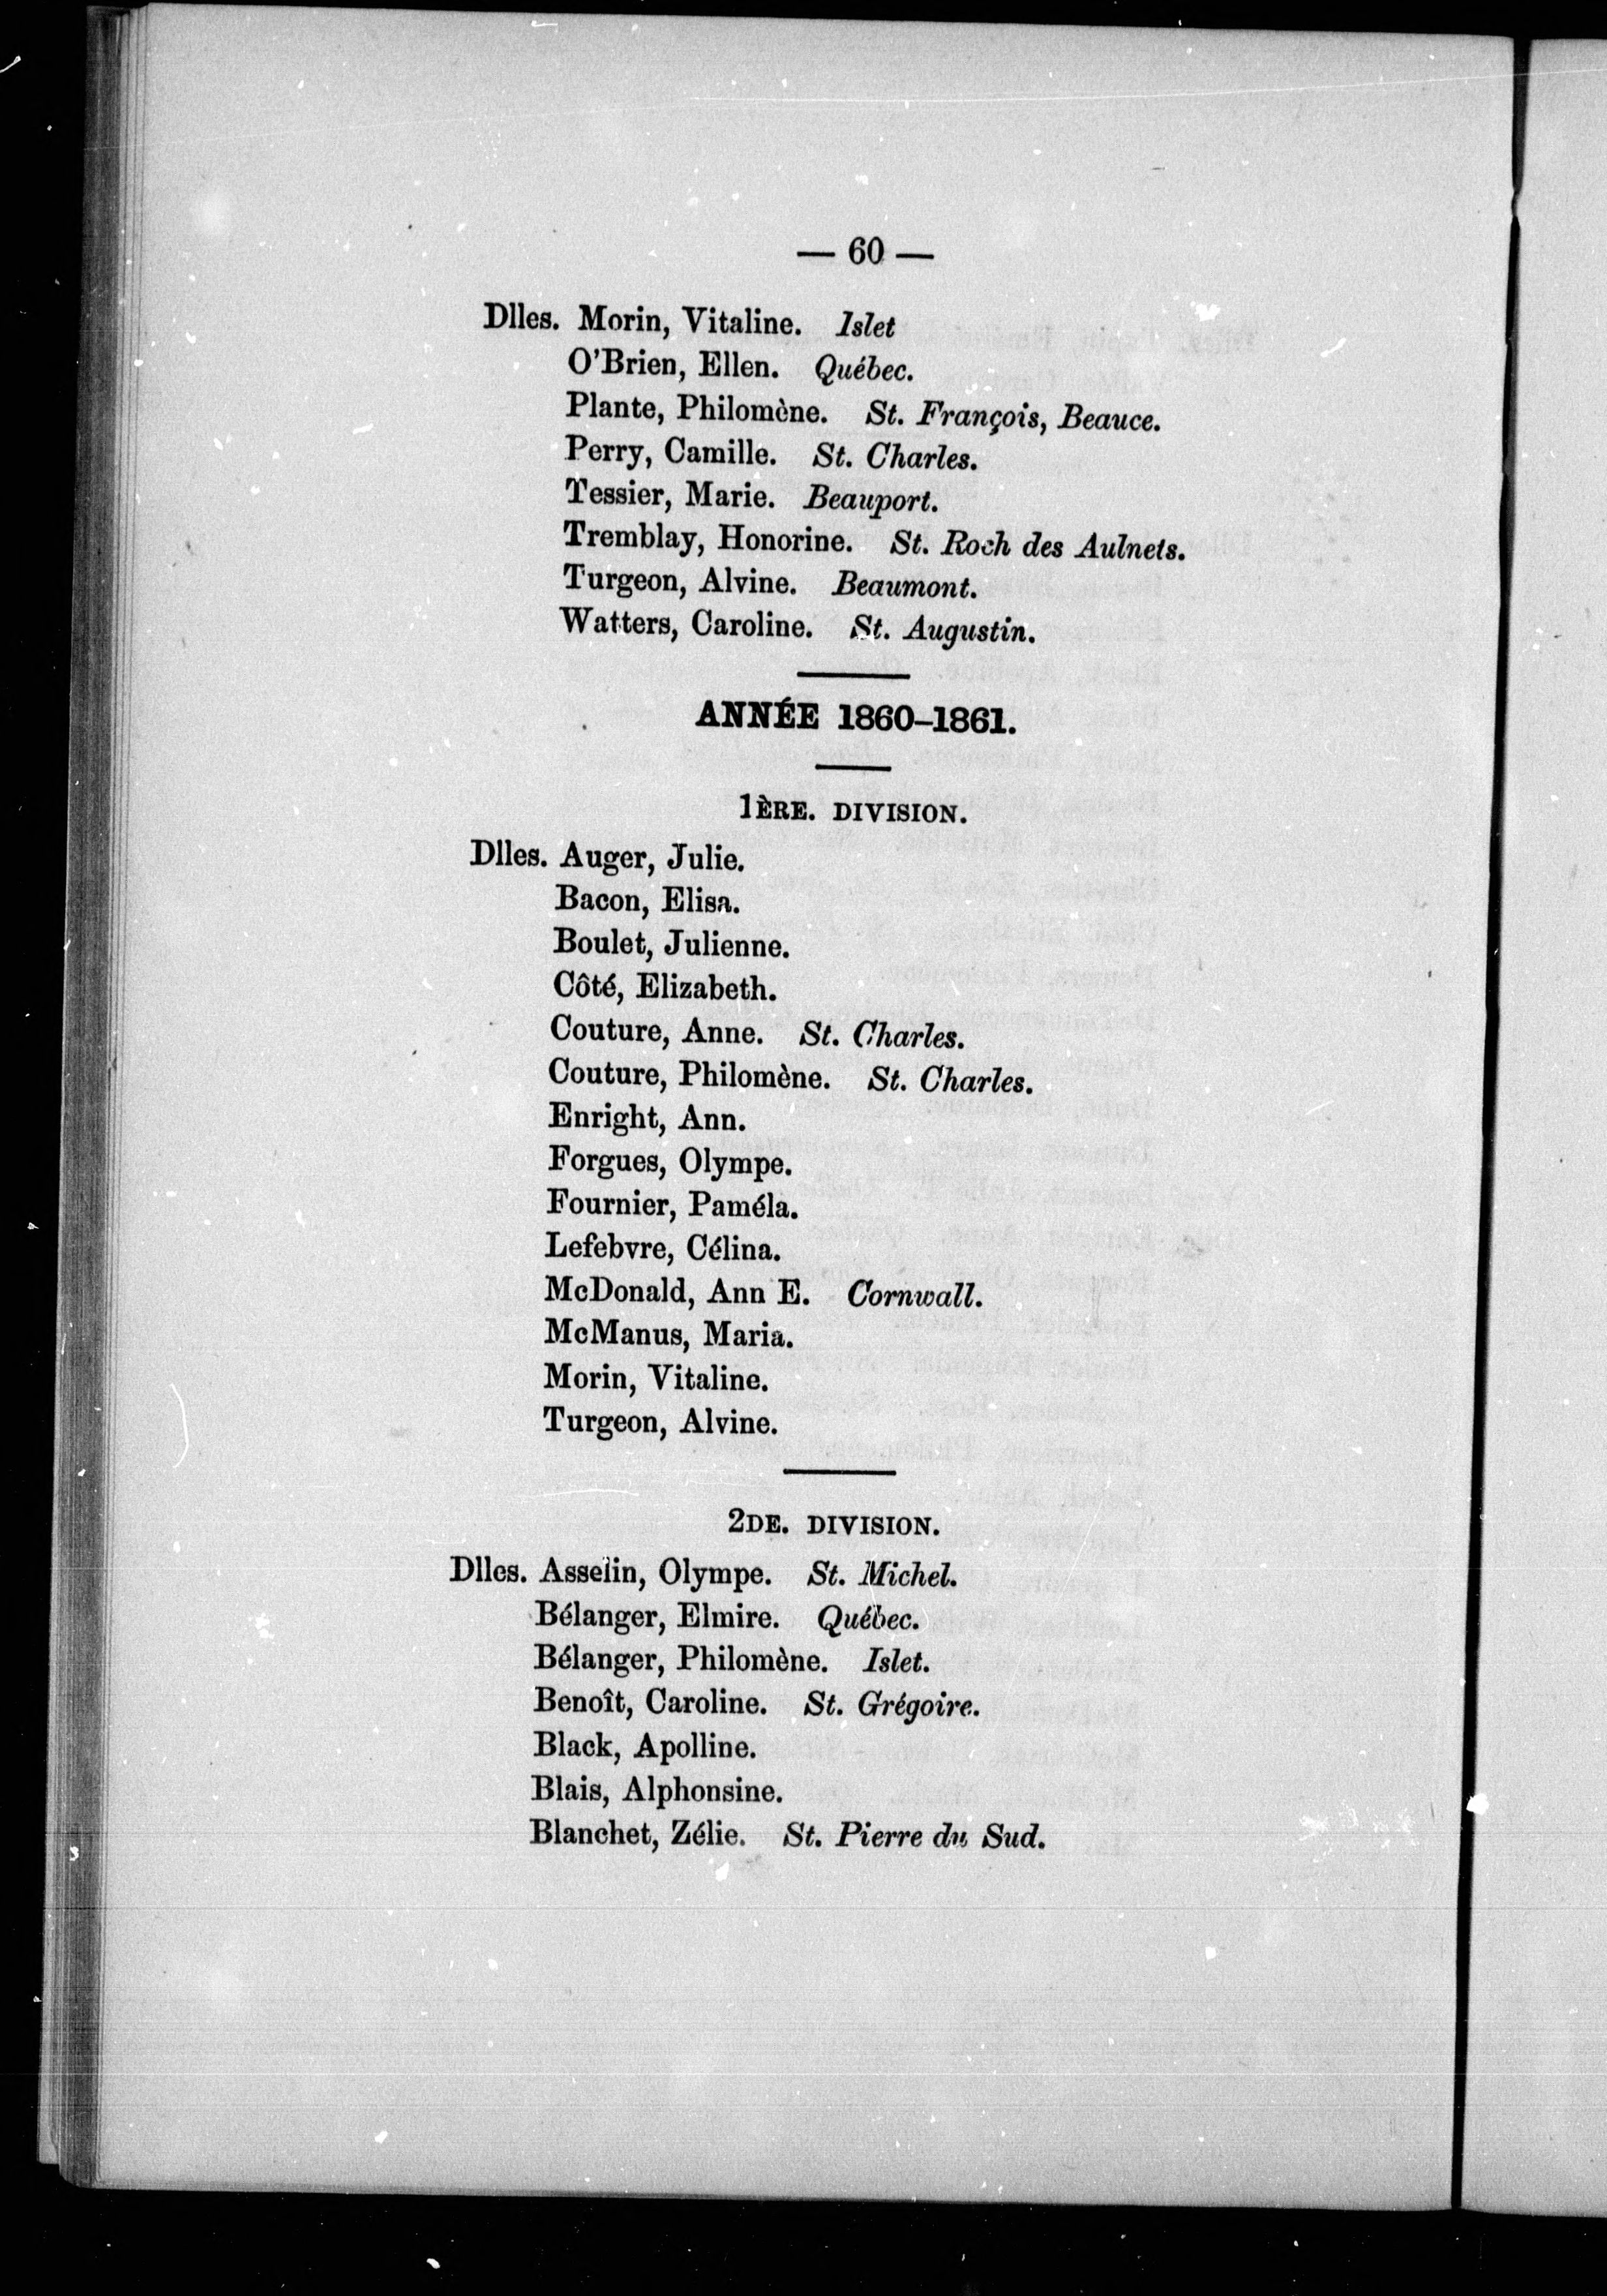 — 60 —
Dlles. Morin, Vitaline. Islet
O'Brien, Ellen. Québec.
Plante, Philomène. St. François, Beauce.
Perry, Camille. St. Charles.
Tessier, Marie. Beauport.
Tremblay, Honorine. St. Roch des Aulnets.
Turgeon, Alvine. Beaumont.
Watters, Caroline. St. Augustin.
ANNÉE 1860–1861.
1ÈRE. DIVISION.
Dlles. Auger, Julie.
Bacon, Elisa.
Boulet, Julienne.
Côté, Elizabeth.
Couture, Anne. St. Charles.
Couture, Philomène. St. Charles.
Enright, Ann.
Forgues, Olympe.
Fournier, Paméla.
Lefebvre, Célina.
McDonald, Ann E. Cornwall.
McManus, Maria.
Morin, Vitaline.
Turgeon, Alvine.
2DE. DIVISION.
Dlles. Asselin, Olympe. St. Michel.
Bélanger, Elmire. Québec.
Bélanger, Philomène. Islet.
Benoît, Caroline. St. Grégoire.
Black, Apolline.
Blais, Alphonsine.
Blanchet, Zélie. St. Pierre du Sud.